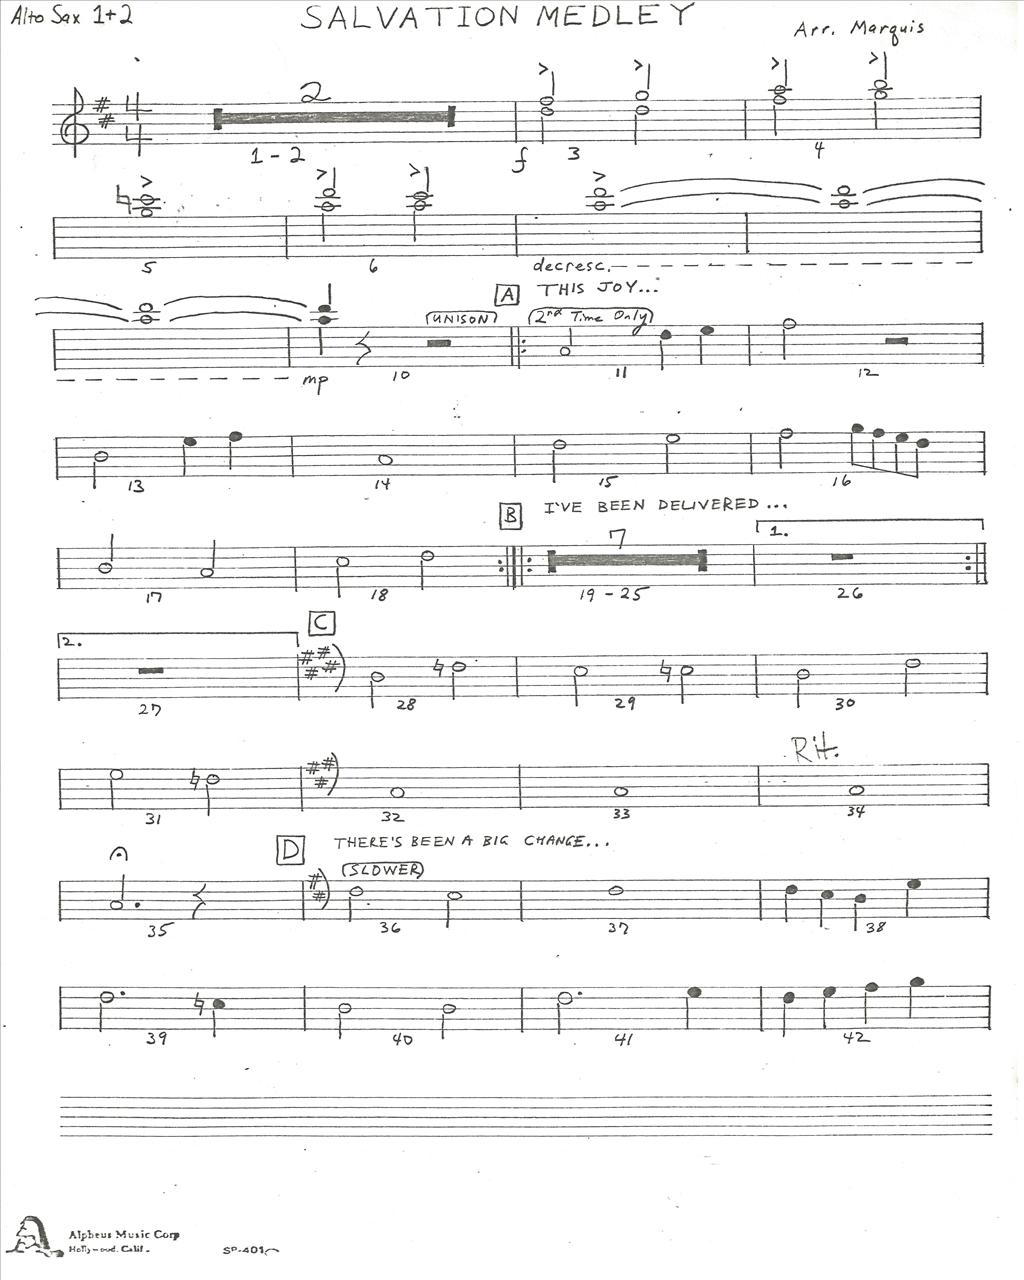 Alto Sax 1+2
SALVATION MEDLEY
Arr. Marquis
4
4
2
1 - 2
f
3
4
5
6
decresc.
A THIS JOY...
(UNISON) (2nd Time Only)
mp
10
11
12
13
14
15
16
B I'VE BEEN DELIVERED...
7
1.
17
18
19 - 25
26
2.
C
27
28
29
30
Rit.
31
32
33
34
D THERE'S BEEN A BIG CHANGE...
(SLOWER)
35
36
37
38
39
40
41
42
Alpheus Music Corp
Hollywood, Calif.
SP-401